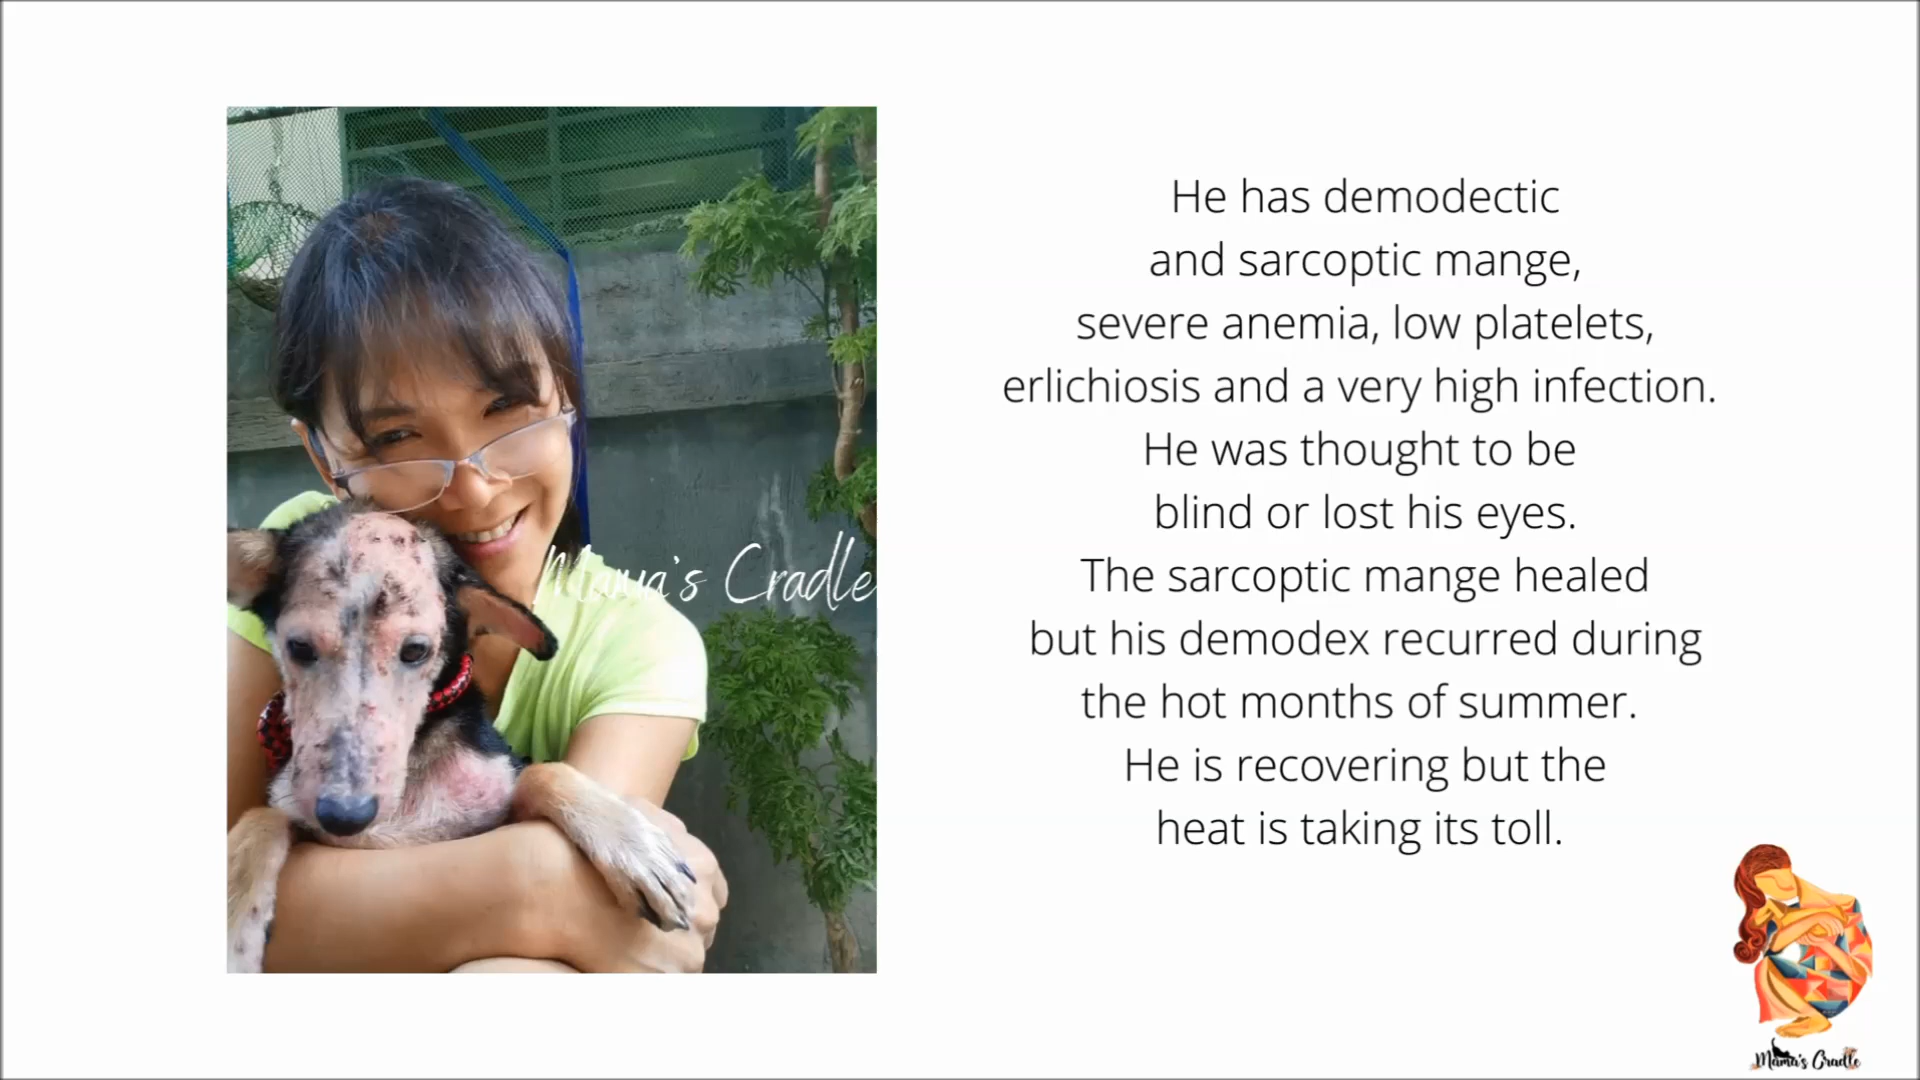 He has demodectic
and sarcoptic mange,
severe anemia, low platelets,
erlichiosis and a very high infection.
He was thought to be
blind or lost his eyes.
The sarcoptic mange healed
but his demodex recurred during
the hot months of summer.
He is recovering but the
heat is taking its toll.
Mama's Cradle
Mama's Cradle